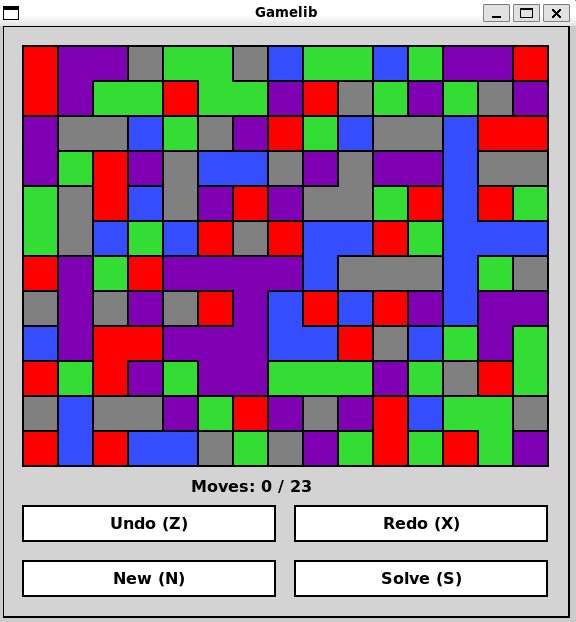 Gamelib
Moves: 0 / 23
Undo (Z)
Redo (X)
New (N)
Solve (S)